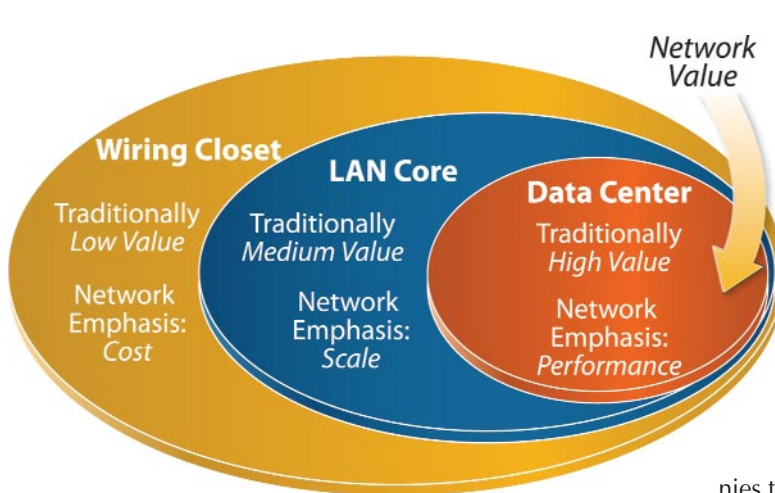 Network
Value
Wiring Closet
Traditionally
Low Value
Network
Emphasis:
Cost
LAN Core
Traditionally
Medium Value
Network
Emphasis:
Scale
Data Center
Traditionally
High Value
Network
Emphasis:
Performance
nies t